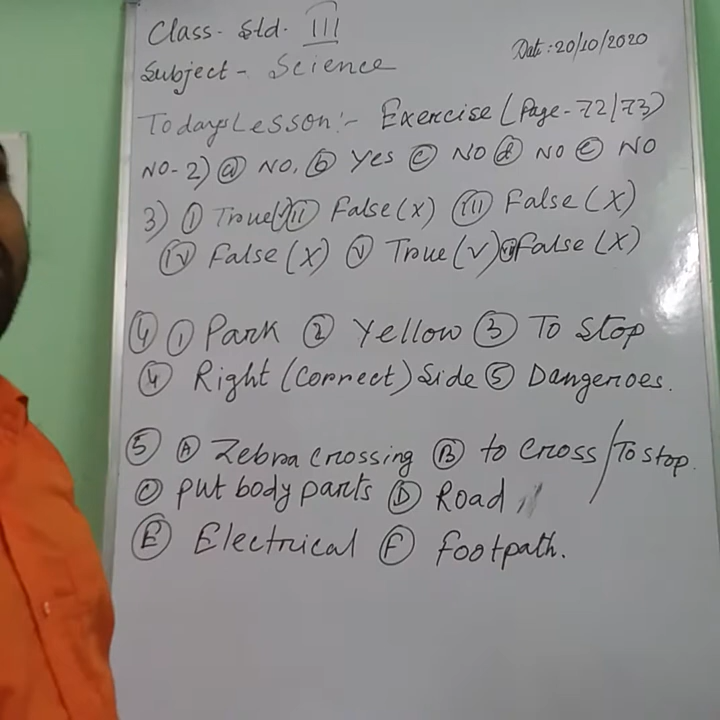 Class- Std. III
Date: 20/10/2020
Subject - Science
Todays Lesson:- Exercise (Page-72/73)
NO-2) ⓐ NO, ⓑ Yes ⓒ NO ⓓ NO ⓔ NO
3) ⓘ True(√) ⓘⓘ False(X) ⓘⓘⓘ False(X)
ⓘⓥ False(X) ⓥ True(√) ⓥⓘ False(X)
④ ① Park ② Yellow ③ To Stop
④ Right (Correct) Side ⑤ Dangeroes.
⑤ Ⓐ Zebra crossing Ⓑ to Cross/To stop.
Ⓒ put body parts Ⓓ Road
Ⓔ Electrical Ⓕ footpath.